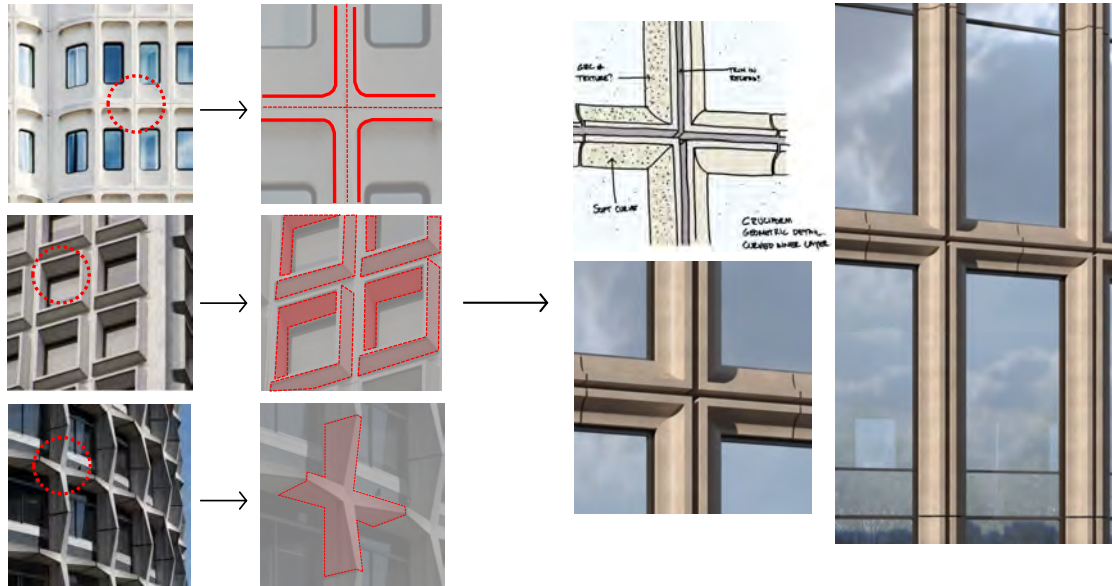 GRC &
TEXTURE?
TRIM IN
RECESS?
SOFT CURVE
CRUCIFORM
GEOMETRIC DETAIL
CURVED INNER LAYER